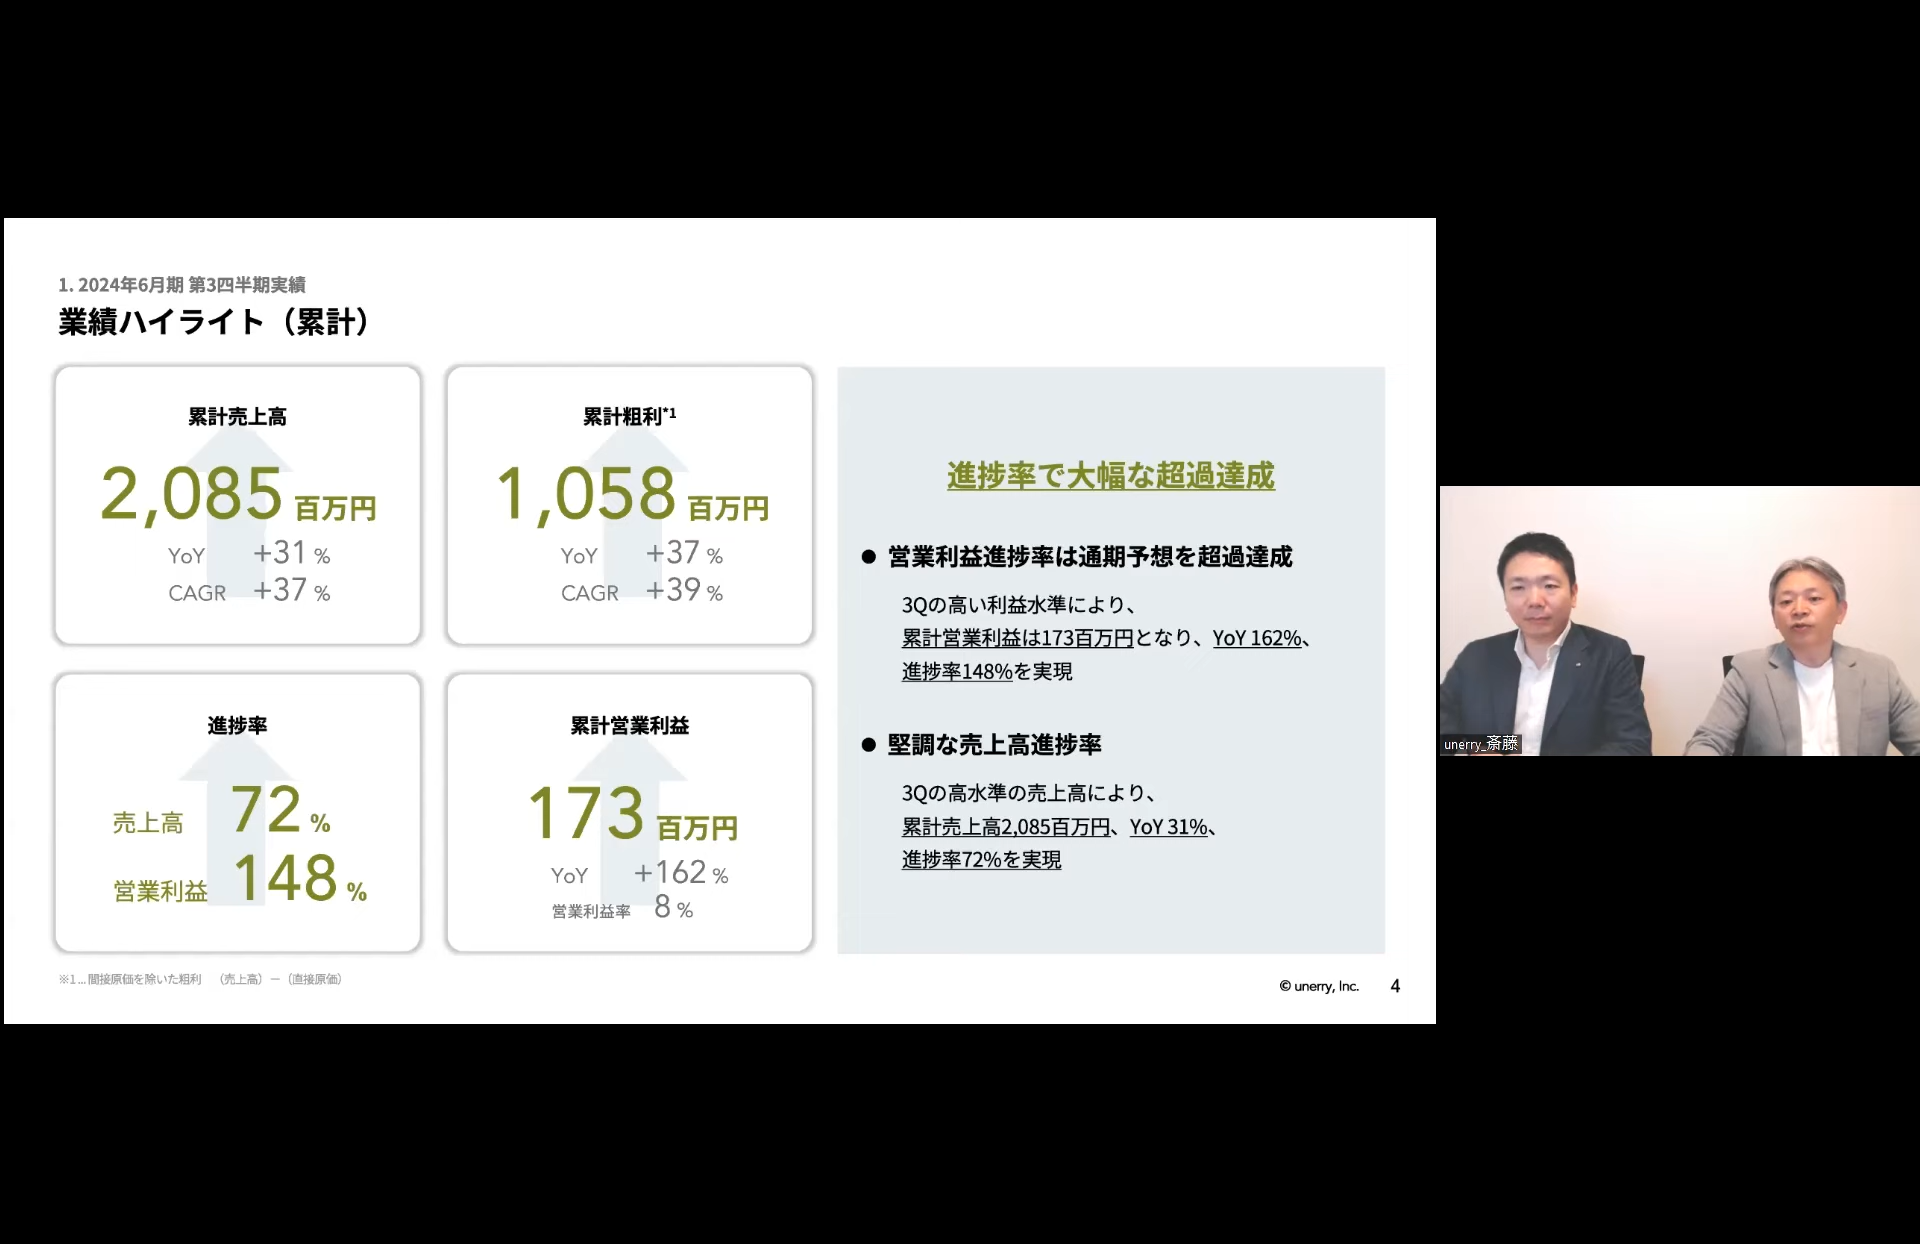 1. 2024年6月期 第3四半期実績
業績ハイライト（累計）
累計売上高
2,085 百万円
YoY +31 %
CAGR +37 %
累計粗利*1
1,058 百万円
YoY +37 %
CAGR +39 %
進捗率
売上高 72 %
営業利益 148 %
累計営業利益
173 百万円
YoY +162 %
営業利益率 8 %
進捗率で大幅な超過達成
● 営業利益進捗率は通期予想を超過達成
3Qの高い利益水準により、
累計営業利益は173百万円となり、YoY 162%、
進捗率148%を実現
● 堅調な売上高進捗率
3Qの高水準の売上高により、
累計売上高2,085百万円、YoY 31%、
進捗率72%を実現
※1... 間接原価を除いた粗利 （売上高）－（直接原価）
© unerry, Inc. 4
unerry_斎藤